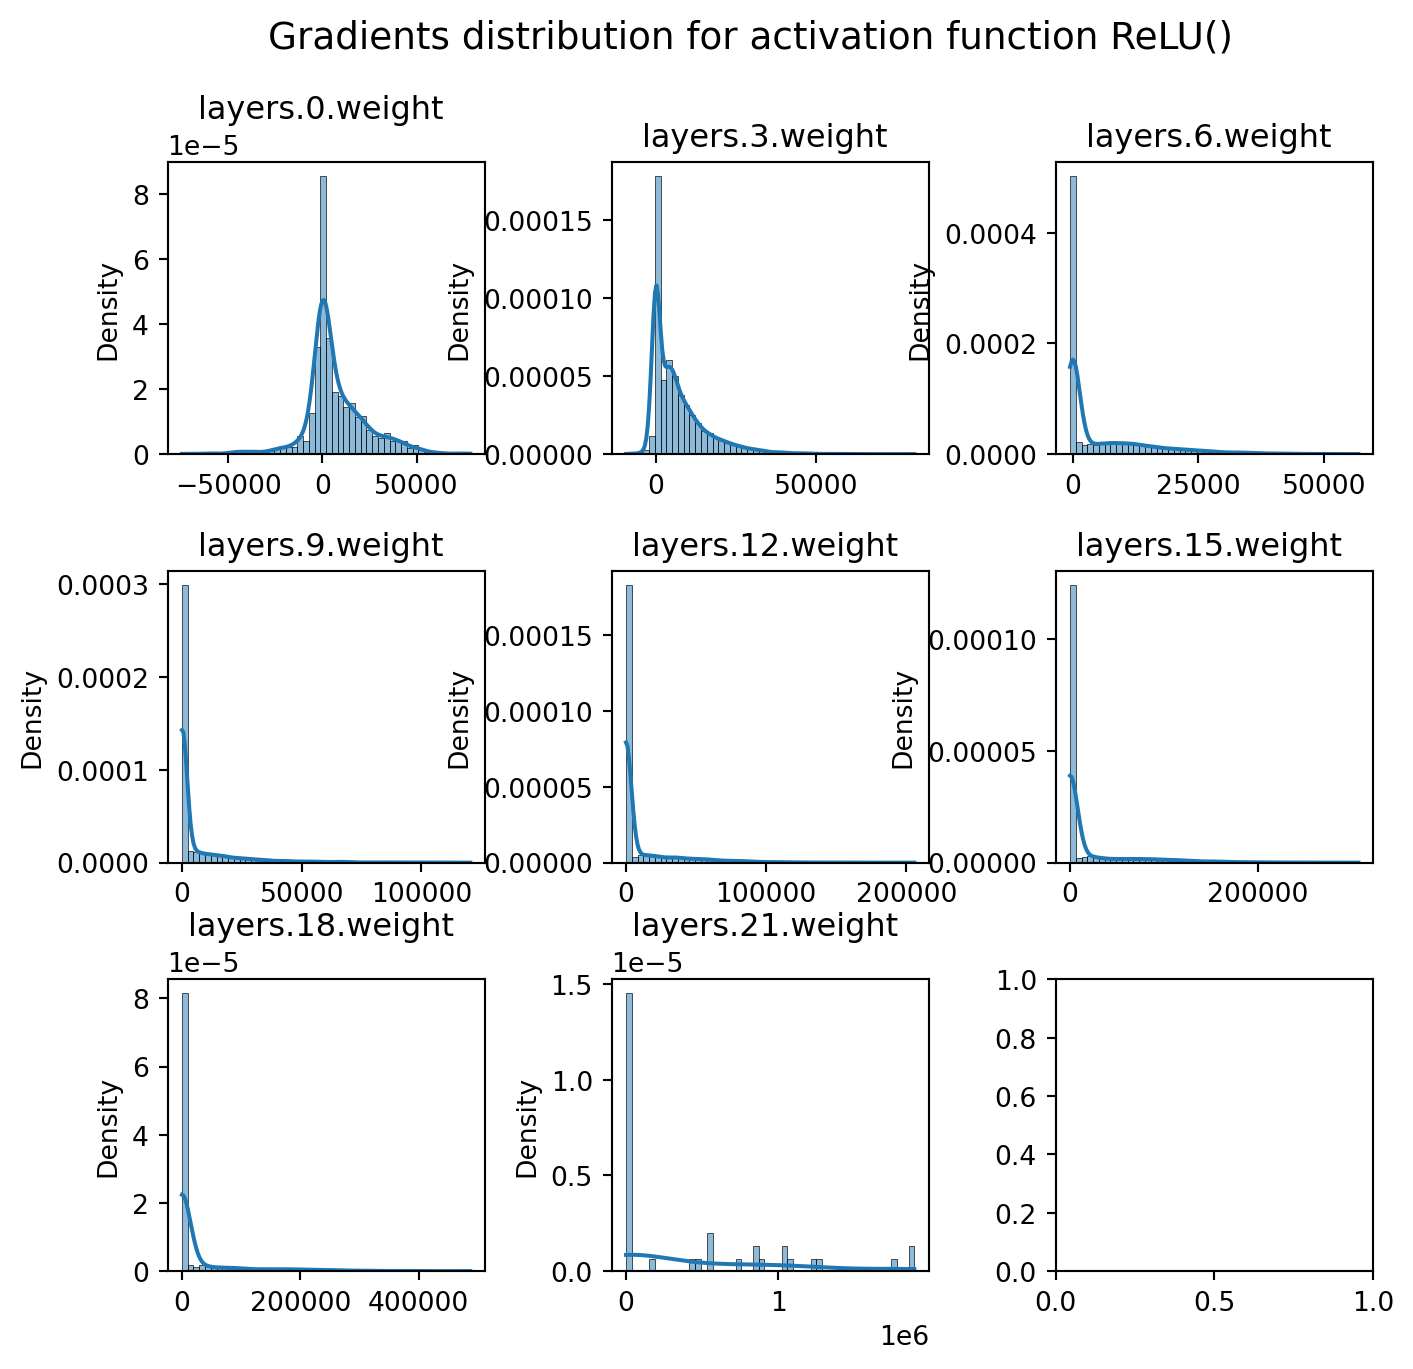 Gradients distribution for activation function ReLU()
layers.0.weight
1e−5
8
6
4
2
0
Density
−50000 0 50000
layers.3.weight
0.00015
0.00010
0.00005
0.00000
Density
0 50000
layers.6.weight
0.0004
0.0002
0.0000
Density
0 25000 50000
layers.9.weight
0.0003
0.0002
0.0001
0.0000
Density
0 50000 100000
layers.12.weight
0.00015
0.00010
0.00005
0.00000
Density
0 100000 200000
layers.15.weight
0.00010
0.00005
0.00000
Density
0 200000
layers.18.weight
1e−5
8
6
4
2
0
Density
0 200000 400000
layers.21.weight
1e−5
1.5
1.0
0.5
0.0
Density
0 1
1e6
1.0
0.8
0.6
0.4
0.2
0.0
0.0 0.5 1.0